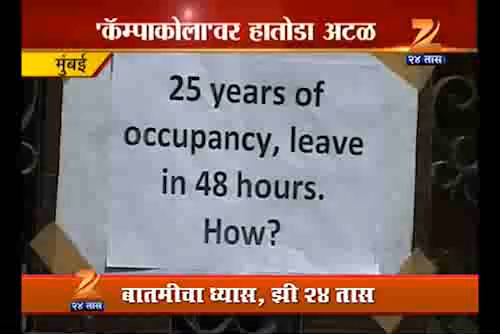 'कॅम्पाकोला'वर हातोडा अटळ
२४ तास
मुंबई
25 years of
occupancy, leave
in 48 hours.
How?
२४ तास
बातमीचा ध्यास, झी २४ तास